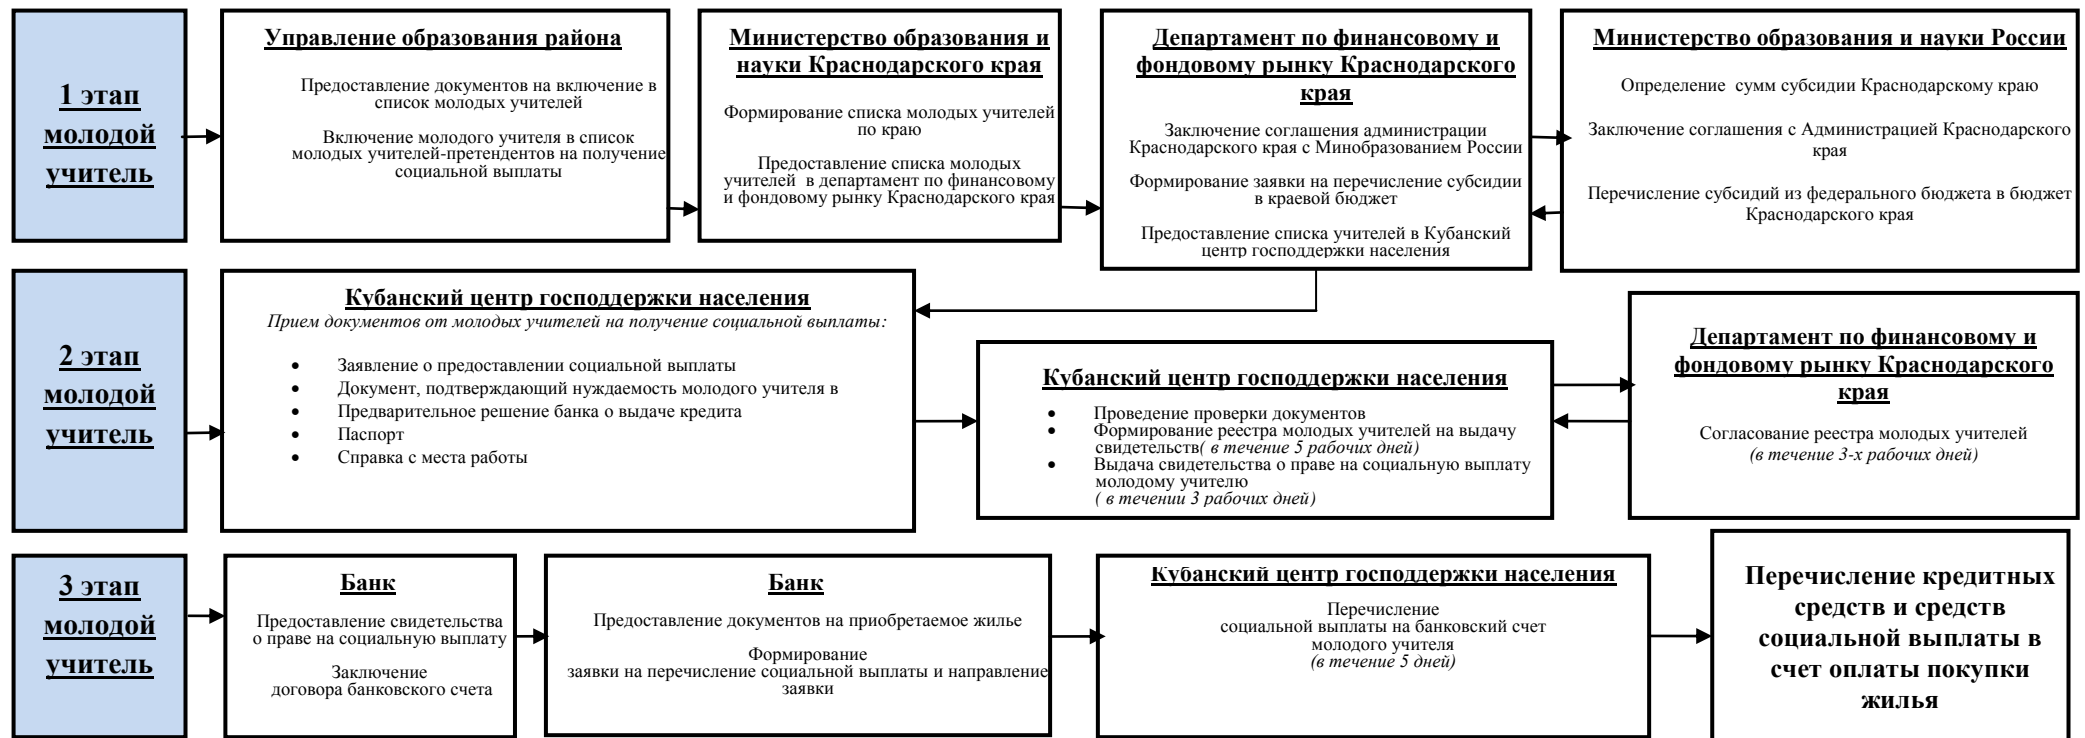 1 этап
молодой
учитель
Управление образования района
Предоставление документов на включение в
список молодых учителей
Включение молодого учителя в список
молодых учителей-претендентов на получение
социальной выплаты
Министерство образования и
науки Краснодарского края
Формирование списка молодых учителей
по краю
Предоставление списка молодых
учителей в департамент по финансовому
и фондовому рынку Краснодарского края
Департамент по финансовому и
фондовому рынку Краснодарского
края
Заключение соглашения администрации
Краснодарского края с Минобразованием России
Формирование заявки на перечисление субсидии
в краевой бюджет
Предоставление списка учителей в Кубанский
центр господдержки населения
Министерство образования и науки России
Определение сумм субсидии Краснодарскому краю
Заключение соглашения с Администрацией Краснодарского
края
Перечисление субсидий из федерального бюджета в бюджет
Краснодарского края
2 этап
молодой
учитель
Кубанский центр господдержки населения
Прием документов от молодых учителей на получение социальной выплаты:
• Заявление о предоставлении социальной выплаты
• Документ, подтверждающий нуждаемость молодого учителя в
• Предварительное решение банка о выдаче кредита
• Паспорт
• Справка с места работы
Кубанский центр господдержки населения
• Проведение проверки документов
• Формирование реестра молодых учителей на выдачу
свидетельств( в течение 5 рабочих дней)
• Выдача свидетельства о праве на социальную выплату
молодому учителю
( в течении 3 рабочих дней)
Департамент по финансовому и
фондовому рынку Краснодарского
края
Согласование реестра молодых учителей
(в течение 3-х рабочих дней)
3 этап
молодой
учитель
Банк
Предоставление свидетельства
о праве на социальную выплату
Заключение
договора банковского счета
Банк
Предоставление документов на приобретаемое жилье
Формирование
заявки на перечисление социальной выплаты и направление
заявки
Кубанский центр господдержки населения
Перечисление
социальной выплаты на банковский счет
молодого учителя
(в течение 5 дней)
Перечисление кредитных
средств и средств
социальной выплаты в
счет оплаты покупки
жилья